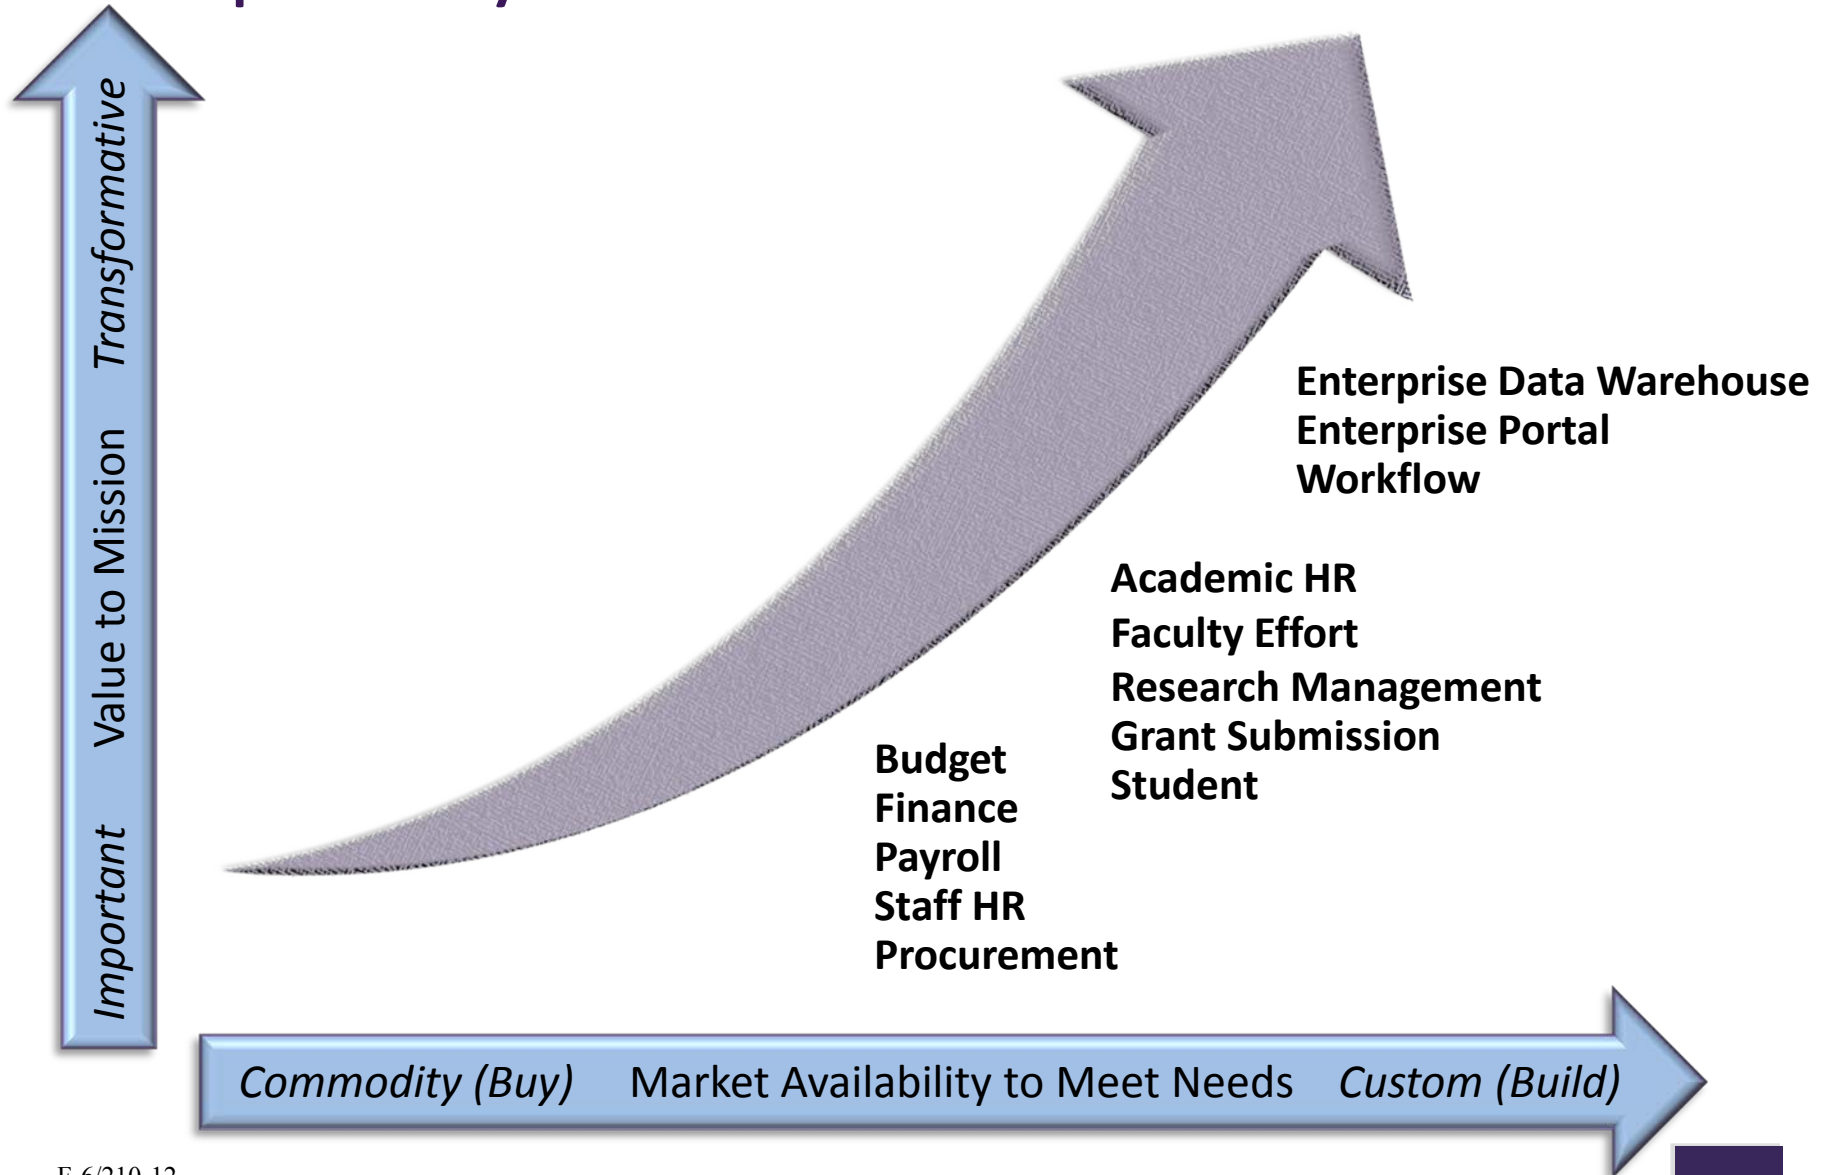 Transformative
Value to Mission
Important
Enterprise Data Warehouse
Enterprise Portal
Workflow
Academic HR
Faculty Effort
Research Management
Grant Submission
Student
Budget
Finance
Payroll
Staff HR
Procurement
Commodity (Buy) Market Availability to Meet Needs Custom (Build)